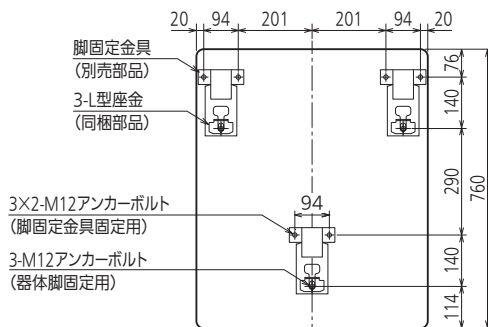 20 94 201 201 94 20
脚固定金具
(別売部品)
3-L型座金
(同梱部品)
76
140
290
760
3×2-M12アンカーボルト
(脚固定金具固定用)
94
3-M12アンカーボルト
(器体脚固定用)
140
114